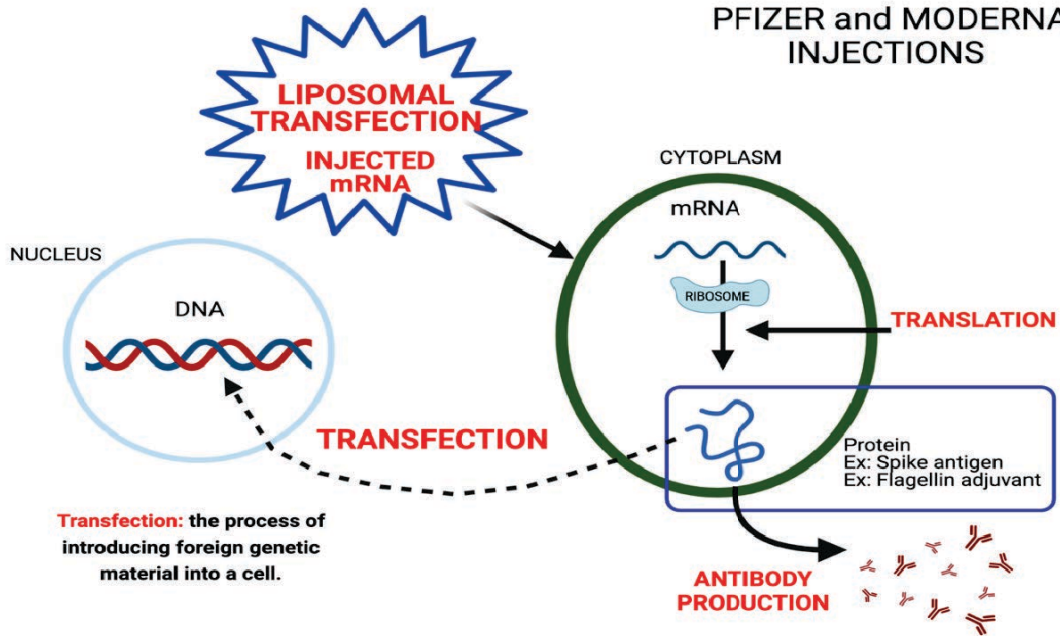 PFIZER and MODERNA
INJECTIONS
LIPOSOMAL
TRANSFECTION
INJECTED
mRNA
CYTOPLASM
mRNA
RIBOSOME
NUCLEUS
DNA
TRANSLATION
TRANSFECTION
Protein
Ex: Spike antigen
Ex: Flagellin adjuvant
Transfection: the process of
introducing foreign genetic
material into a cell.
ANTIBODY
PRODUCTION